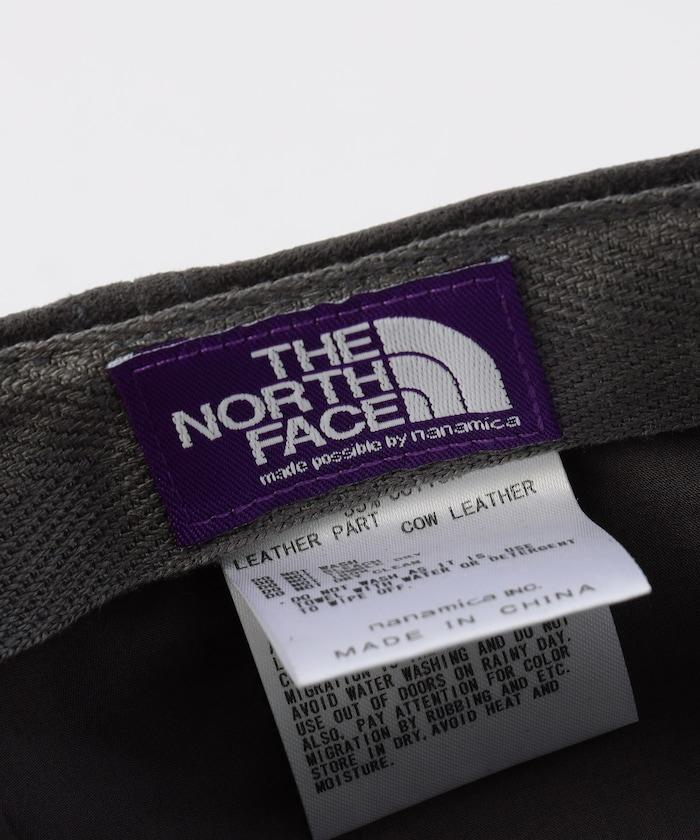 THE
NORTH
FACE
made possible by nanamica
35% COTTON
LEATHER PART COW LEATHER
DO NOT WASH AS IT IS. USE
TOWEL WITH WATER OR DETERGENT
TO WIPE OFF.
nanamica INC.
MADE IN CHINA
AVOID WATER WASHING AND DO NOT
USE OUT OF DOORS ON RAINY DAY.
ALSO, PAY ATTENTION FOR COLOR
MIGRATION BY RUBBING AND ETC.
STORE IN DRY, AVOID HEAT AND
MOISTURE.